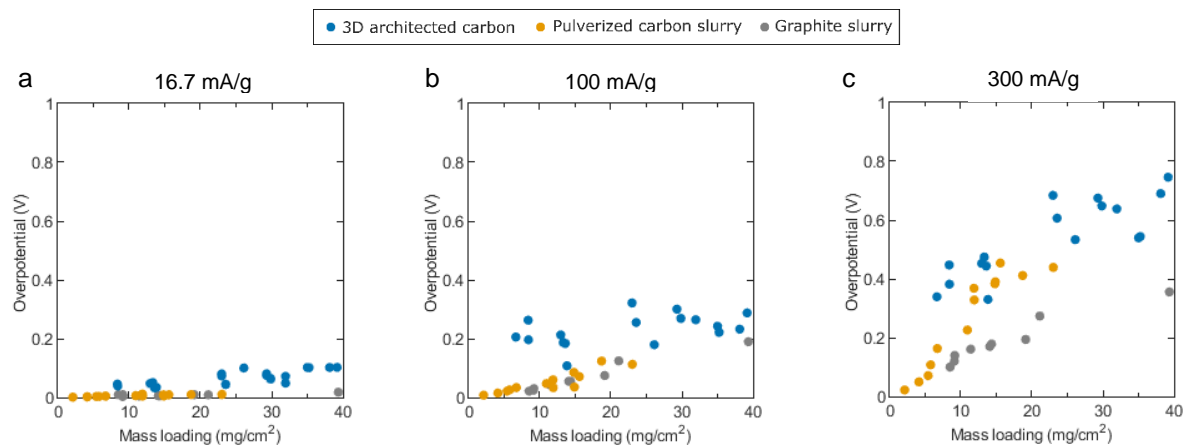 3D architected carbon Pulverized carbon slurry Graphite slurry
a 16.7 mA/g b 100 mA/g c 300 mA/g
1 1 1
0.8 0.8 0.8
0.6 0.6 0.6
0.4 0.4 0.4
0.2 0.2 0.2
0 0 0
Overpotential (V) Overpotential (V) Overpotential (V)
0 10 20 30 40 0 10 20 30 40 0 10 20 30 40
Mass loading (mg/cm²) Mass loading (mg/cm²) Mass loading (mg/cm²)